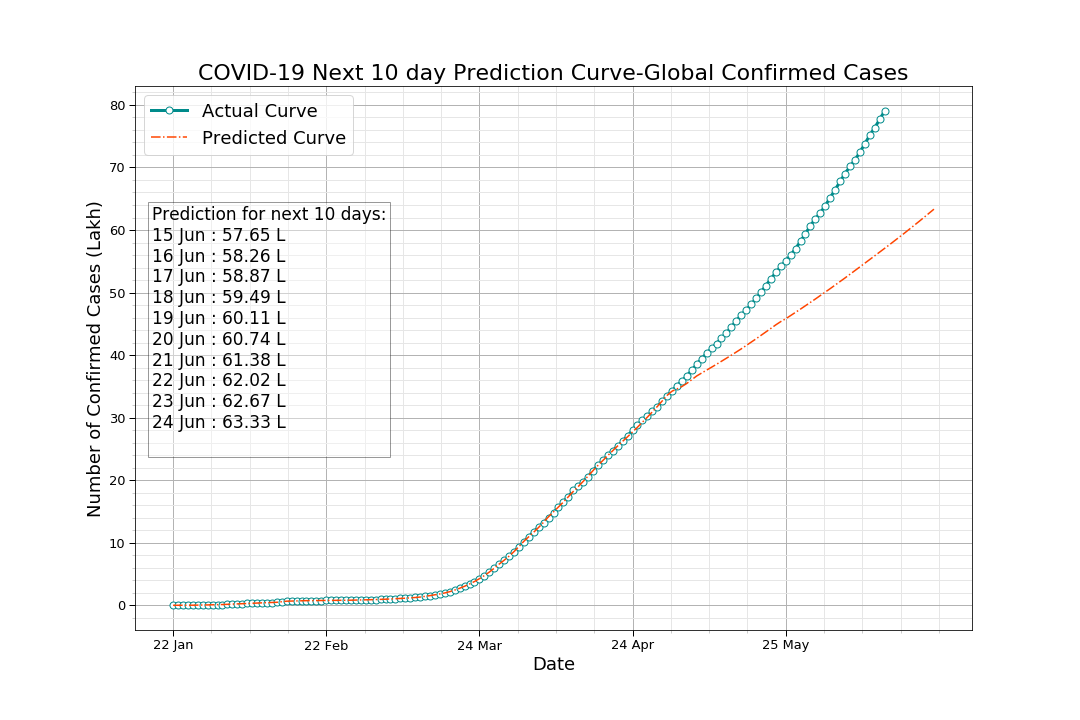 COVID-19 Next 10 day Prediction Curve-Global Confirmed Cases
Actual Curve
Predicted Curve
Prediction for next 10 days:
15 Jun : 57.65 L
16 Jun : 58.26 L
17 Jun : 58.87 L
18 Jun : 59.49 L
19 Jun : 60.11 L
20 Jun : 60.74 L
21 Jun : 61.38 L
22 Jun : 62.02 L
23 Jun : 62.67 L
24 Jun : 63.33 L
Number of Confirmed Cases (Lakh)
80
70
60
50
40
30
20
10
0
22 Jan
22 Feb
24 Mar
24 Apr
25 May
Date